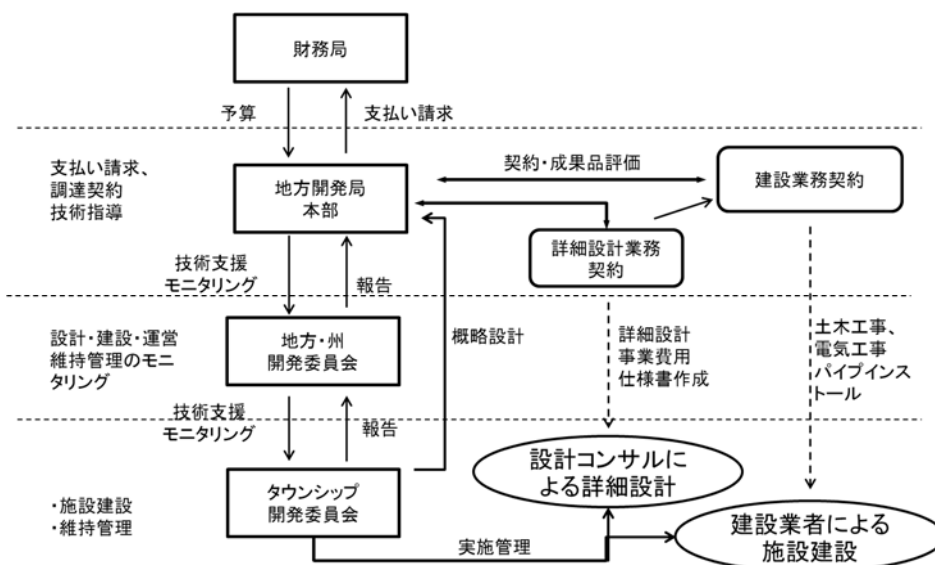 財務局
予算
支払い請求
支払い請求、
調達契約
技術指導
地方開発局
本部
契約・成果品評価
建設業務契約
詳細設計業務
契約
技術支援
モニタリング
報告
設計・建設・運営
維持管理のモニ
タリング
地方・州
開発委員会
概略設計
詳細設計
事業費用
仕様書作成
土木工事、
電気工事
パイプインス
トール
技術支援
モニタリング
報告
・施設建設
・維持管理
タウンシップ
開発委員会
設計コンサルに
よる詳細設計
実施管理
建設業者による
施設建設